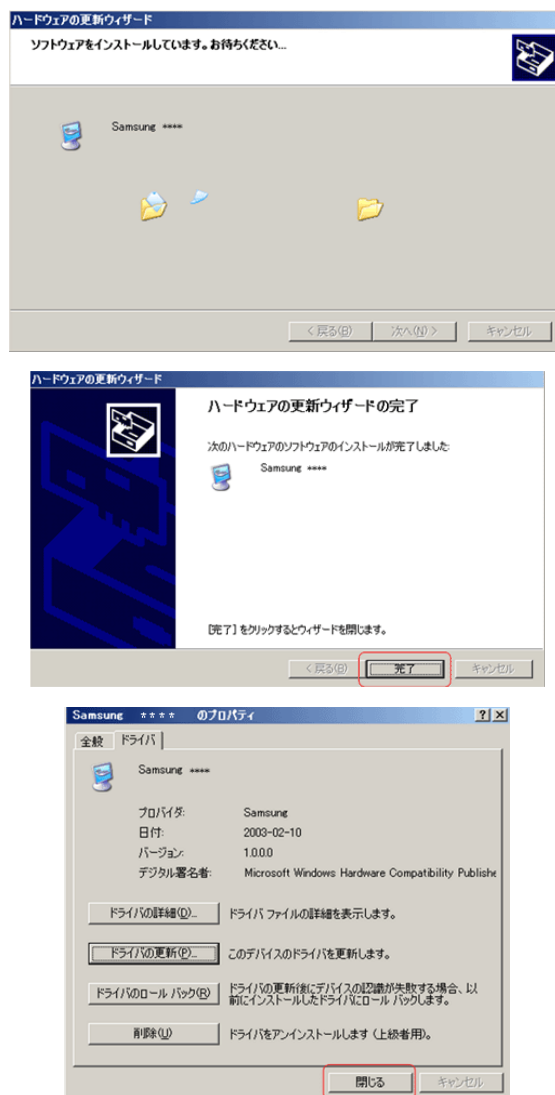 ハードウェアの更新ウィザード
ソフトウェアをインストールしています。お待ちください...
Samsung ****
< 戻る(B)
次へ(N) >
キャンセル
ハードウェアの更新ウィザード
ハードウェアの更新ウィザードの完了
次のハードウェアのソフトウェアのインストールが完了しました:
Samsung ****
[完了] をクリックするとウィザードを閉じます。
< 戻る(B)
完了
キャンセル
Samsung **** のプロパティ
全般 ドライバ
Samsung ****
プロバイダ: Samsung
日付: 2003-02-10
バージョン: 1.0.0.0
デジタル署名者: Microsoft Windows Hardware Compatibility Publishe
ドライバの詳細(D)... ドライバ ファイルの詳細を表示します。
ドライバの更新(P)... このデバイスのドライバを更新します。
ドライバのロール バック(R) ドライバの更新後にデバイスの認識が失敗する場合、以
前にインストールしたドライバにロール バックします。
削除(U) ドライバをアンインストールします (上級者用)。
閉じる
キャンセル